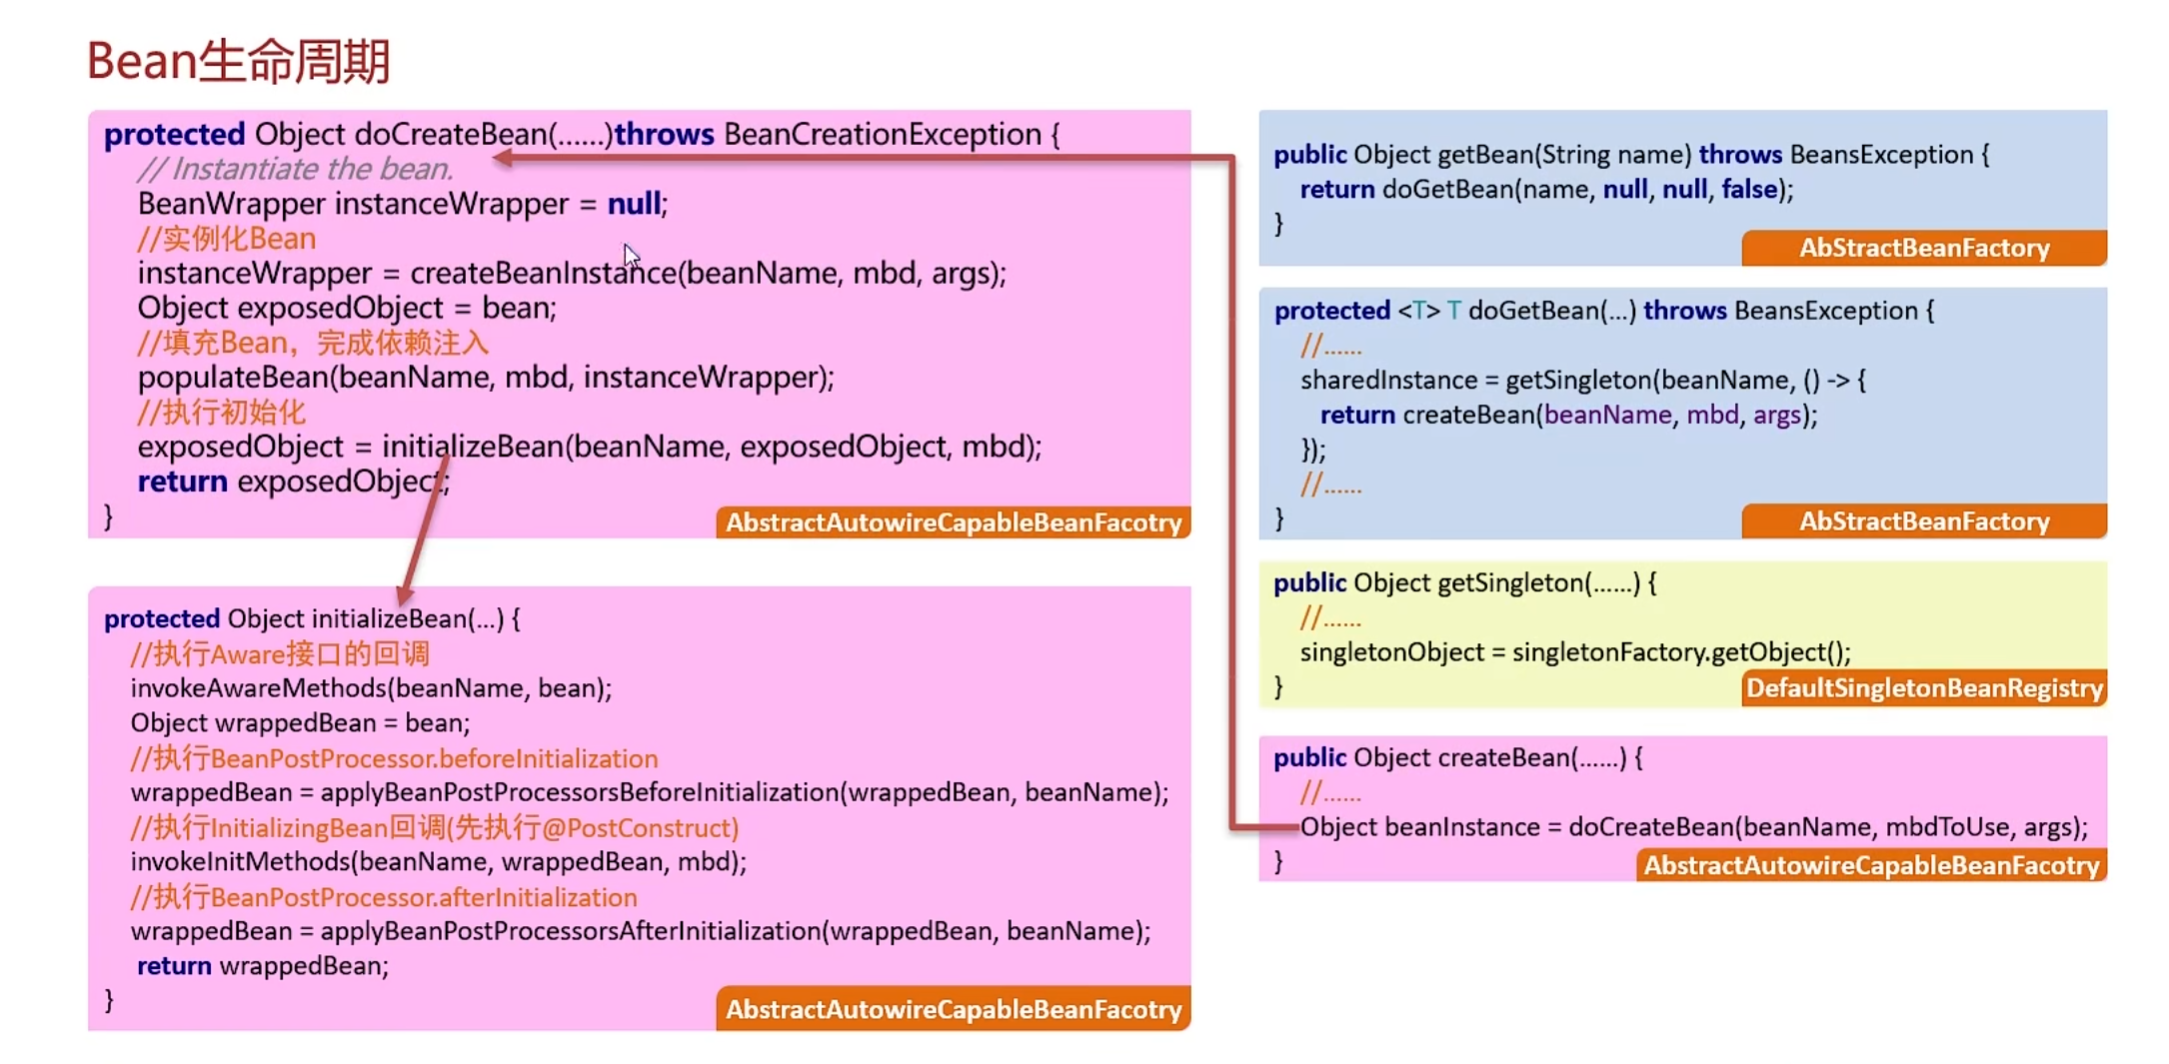 Bean生命周期
protected Object doCreateBean(......)throws BeanCreationException {
// Instantiate the bean.
BeanWrapper instanceWrapper = null;
//实例化Bean
instanceWrapper = createBeanInstance(beanName, mbd, args);
Object exposedObject = bean;
//填充Bean，完成依赖注入
populateBean(beanName, mbd, instanceWrapper);
//执行初始化
exposedObject = initializeBean(beanName, exposedObject, mbd);
return exposedObject;
}
AbstractAutowireCapableBeanFacotry
protected Object initializeBean(...) {
//执行Aware接口的回调
invokeAwareMethods(beanName, bean);
Object wrappedBean = bean;
//执行BeanPostProcessor.beforeInitialization
wrappedBean = applyBeanPostProcessorsBeforeInitialization(wrappedBean, beanName);
//执行InitializingBean回调(先执行@PostConstruct)
invokeInitMethods(beanName, wrappedBean, mbd);
//执行BeanPostProcessor.afterInitialization
wrappedBean = applyBeanPostProcessorsAfterInitialization(wrappedBean, beanName);
return wrappedBean;
}
AbstractAutowireCapableBeanFacotry
public Object getBean(String name) throws BeansException {
return doGetBean(name, null, null, false);
}
AbStractBeanFactory
protected <T> T doGetBean(...) throws BeansException {
//......
sharedInstance = getSingleton(beanName, () -> {
return createBean(beanName, mbd, args);
});
//......
}
AbStractBeanFactory
public Object getSingleton(......) {
//......
singletonObject = singletonFactory.getObject();
}
DefaultSingletonBeanRegistry
public Object createBean(......) {
//......
Object beanInstance = doCreateBean(beanName, mbdToUse, args);
}
AbstractAutowireCapableBeanFacotry